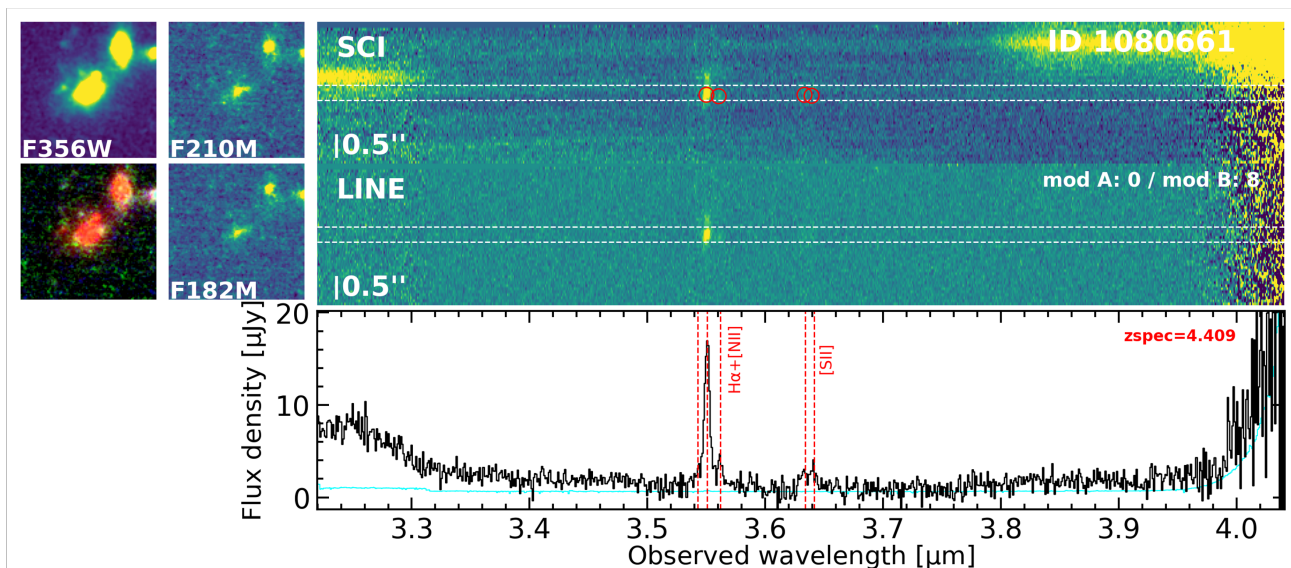 F356W
F210M
F182M
SCI
ID 1080661
|0.5''
LINE
mod A: 0 / mod B: 8
|0.5''
zspec=4.409
Hα+[NII]
[SII]
Flux density [μJy]
20
10
0
3.3 3.4 3.5 3.6 3.7 3.8 3.9 4.0
Observed wavelength [μm]